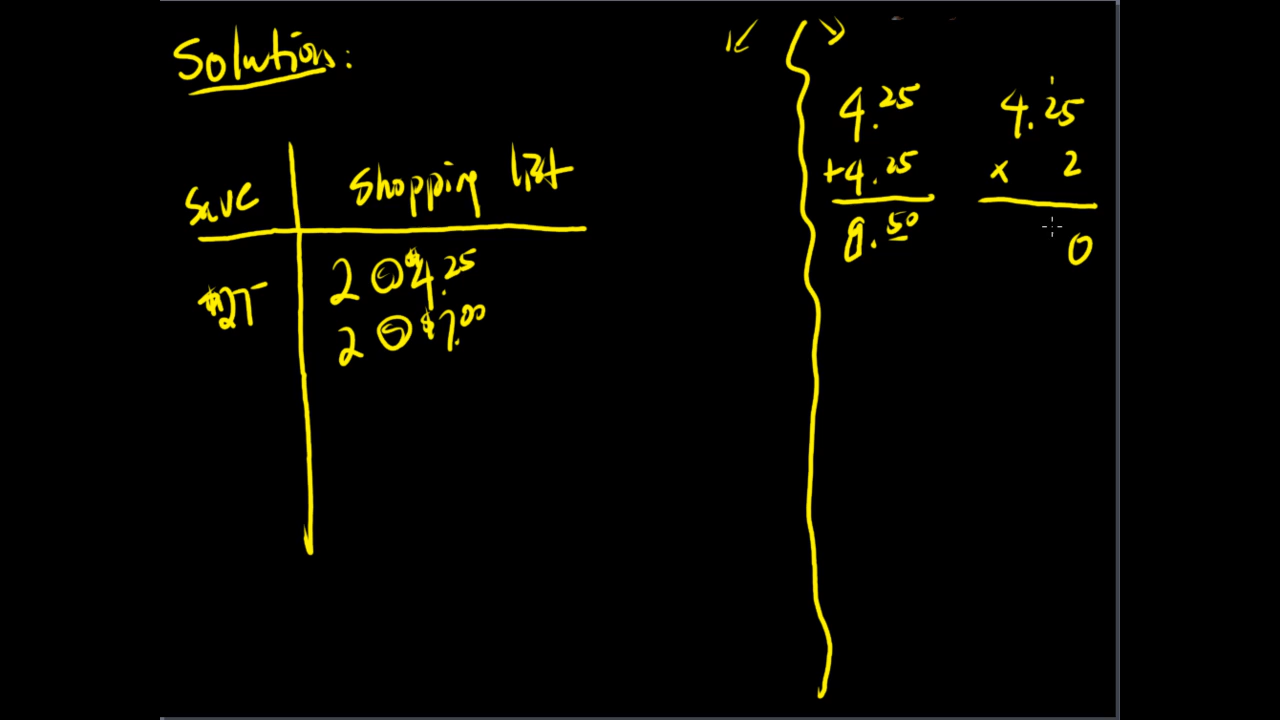 Solution:
Save Shopping list
$25 2 @ $4.25
2 @ $7.00
4.25
+4.25
8.50
4.25
x 2
0